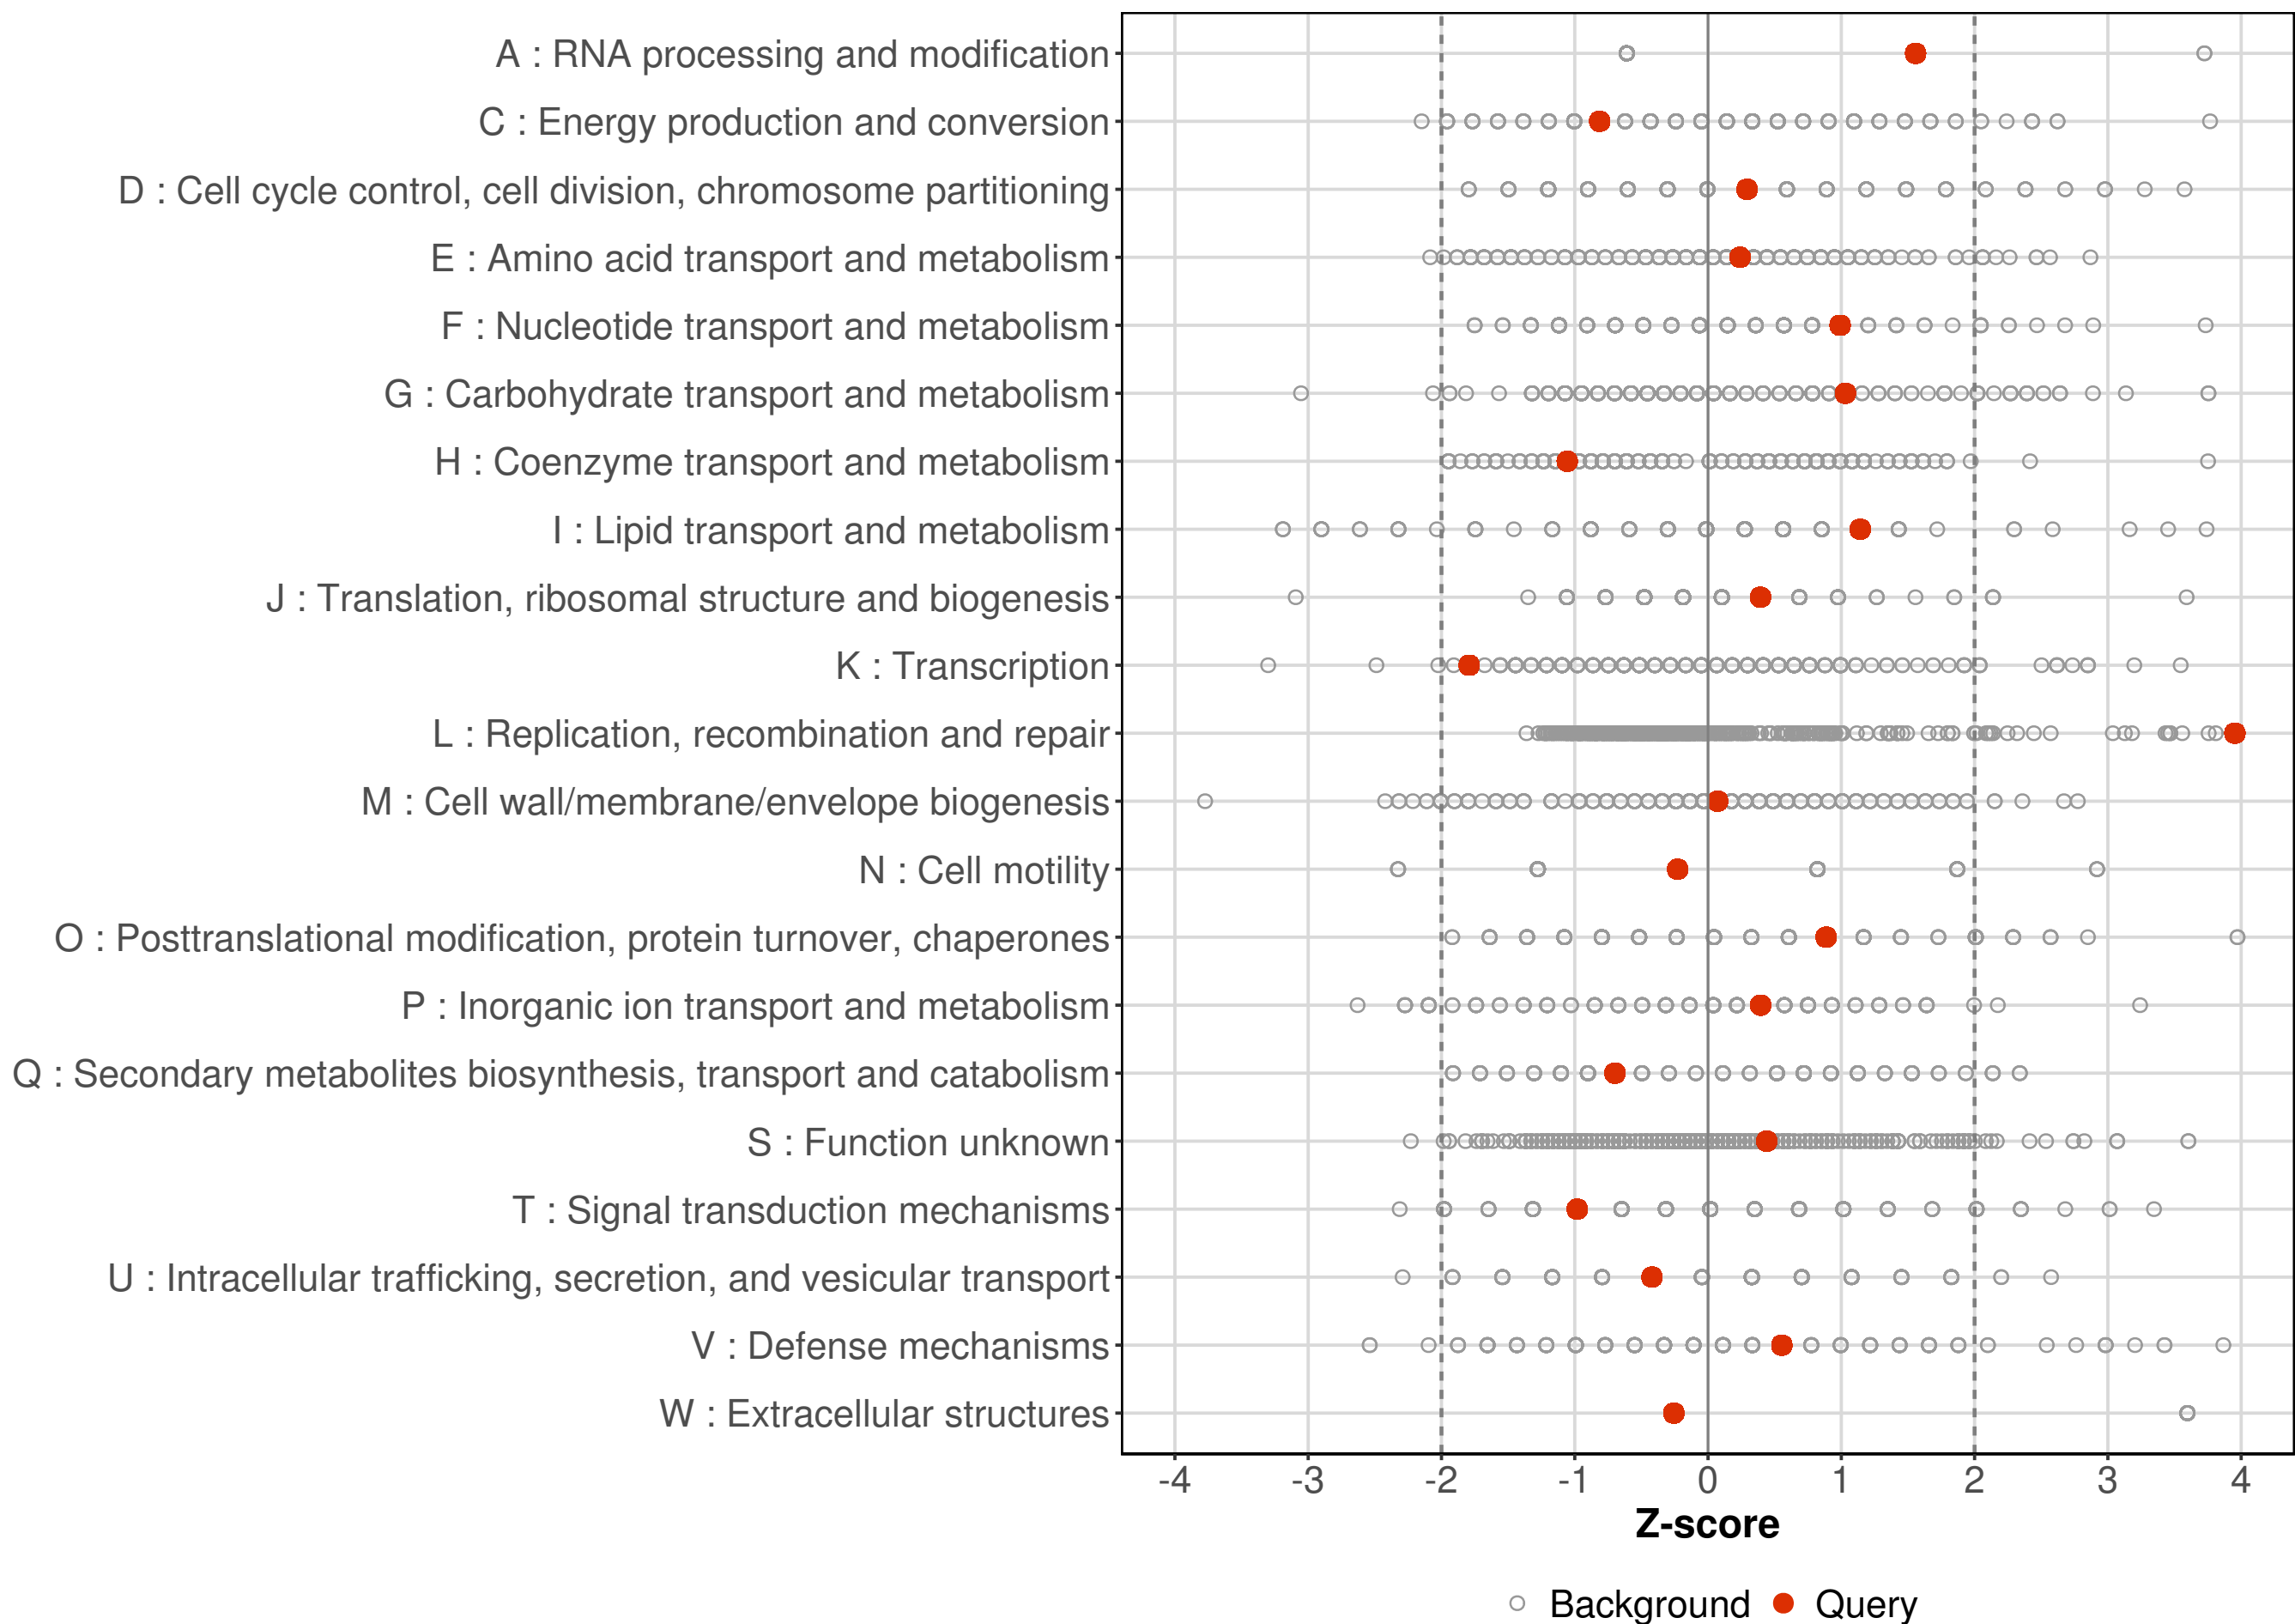 A : RNA processing and modification
C : Energy production and conversion
D : Cell cycle control, cell division, chromosome partitioning
E : Amino acid transport and metabolism
F : Nucleotide transport and metabolism
G : Carbohydrate transport and metabolism
H : Coenzyme transport and metabolism
I : Lipid transport and metabolism
J : Translation, ribosomal structure and biogenesis
K : Transcription
L : Replication, recombination and repair
M : Cell wall/membrane/envelope biogenesis
N : Cell motility
O : Posttranslational modification, protein turnover, chaperones
P : Inorganic ion transport and metabolism
Q : Secondary metabolites biosynthesis, transport and catabolism
S : Function unknown
T : Signal transduction mechanisms
U : Intracellular trafficking, secretion, and vesicular transport
V : Defense mechanisms
W : Extracellular structures
-4 -3 -2 -1 0 1 2 3 4
Z-score
Background Query